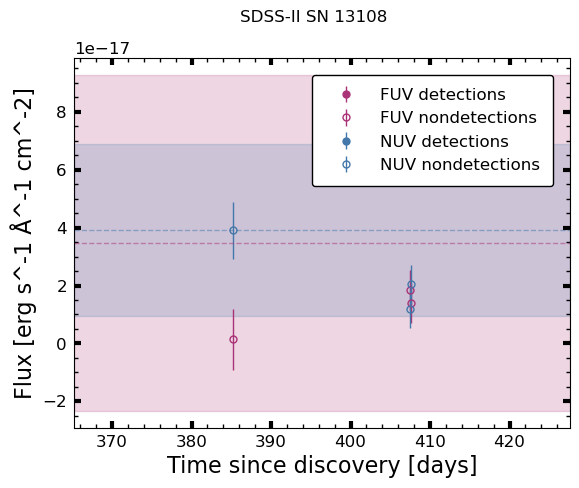 SDSS-II SN 13108
1e−17
FUV detections
FUV nondetections
NUV detections
NUV nondetections
8
6
4
2
0
−2
Flux [erg s^-1 Å^-1 cm^-2]
370 380 390 400 410 420
Time since discovery [days]